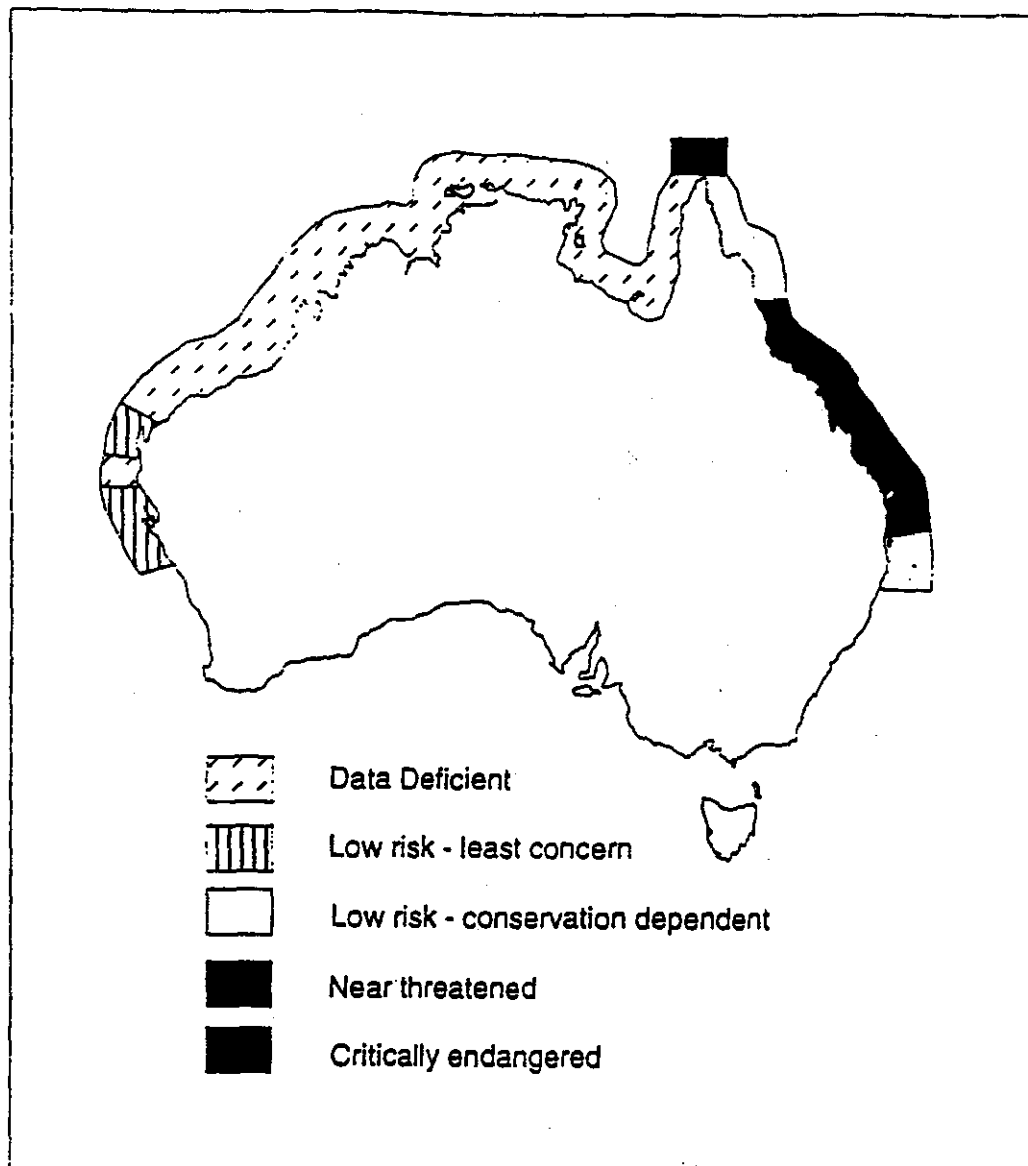 Data Deficient
Low risk - least concern
Low risk - conservation dependent
Near threatened
Critically endangered